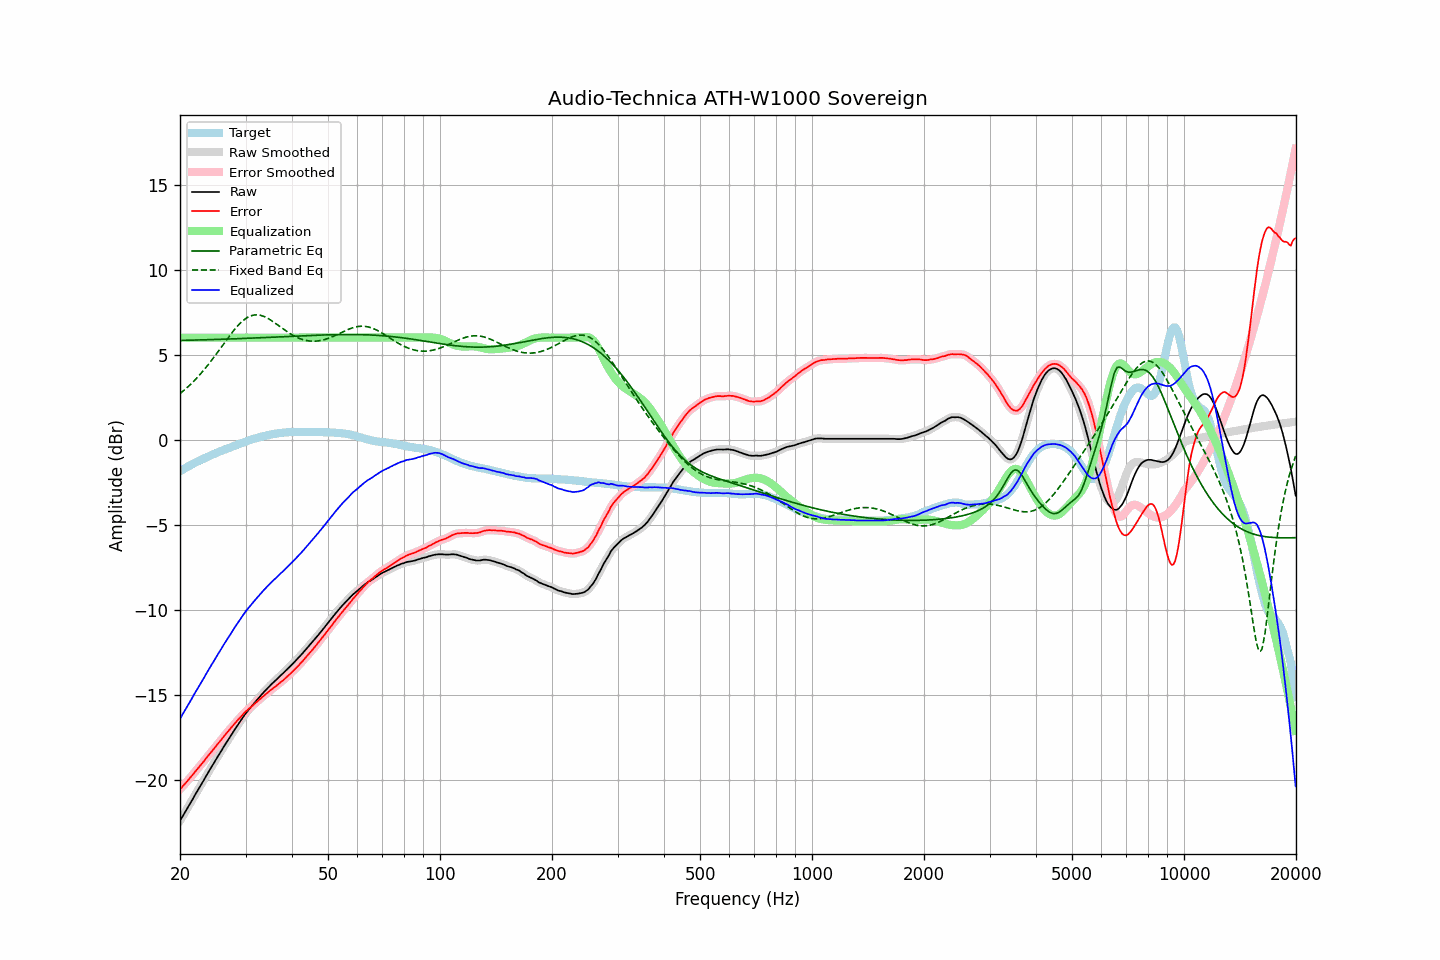 Audio-Technica ATH-W1000 Sovereign
Target
Raw Smoothed
Error Smoothed
Raw
Error
Equalization
Parametric Eq
Fixed Band Eq
Equalized
15
10
5
0
−5
−10
−15
−20
Amplitude (dBr)
20 50 100 200 500 1000 2000 5000 10000 20000
Frequency (Hz)